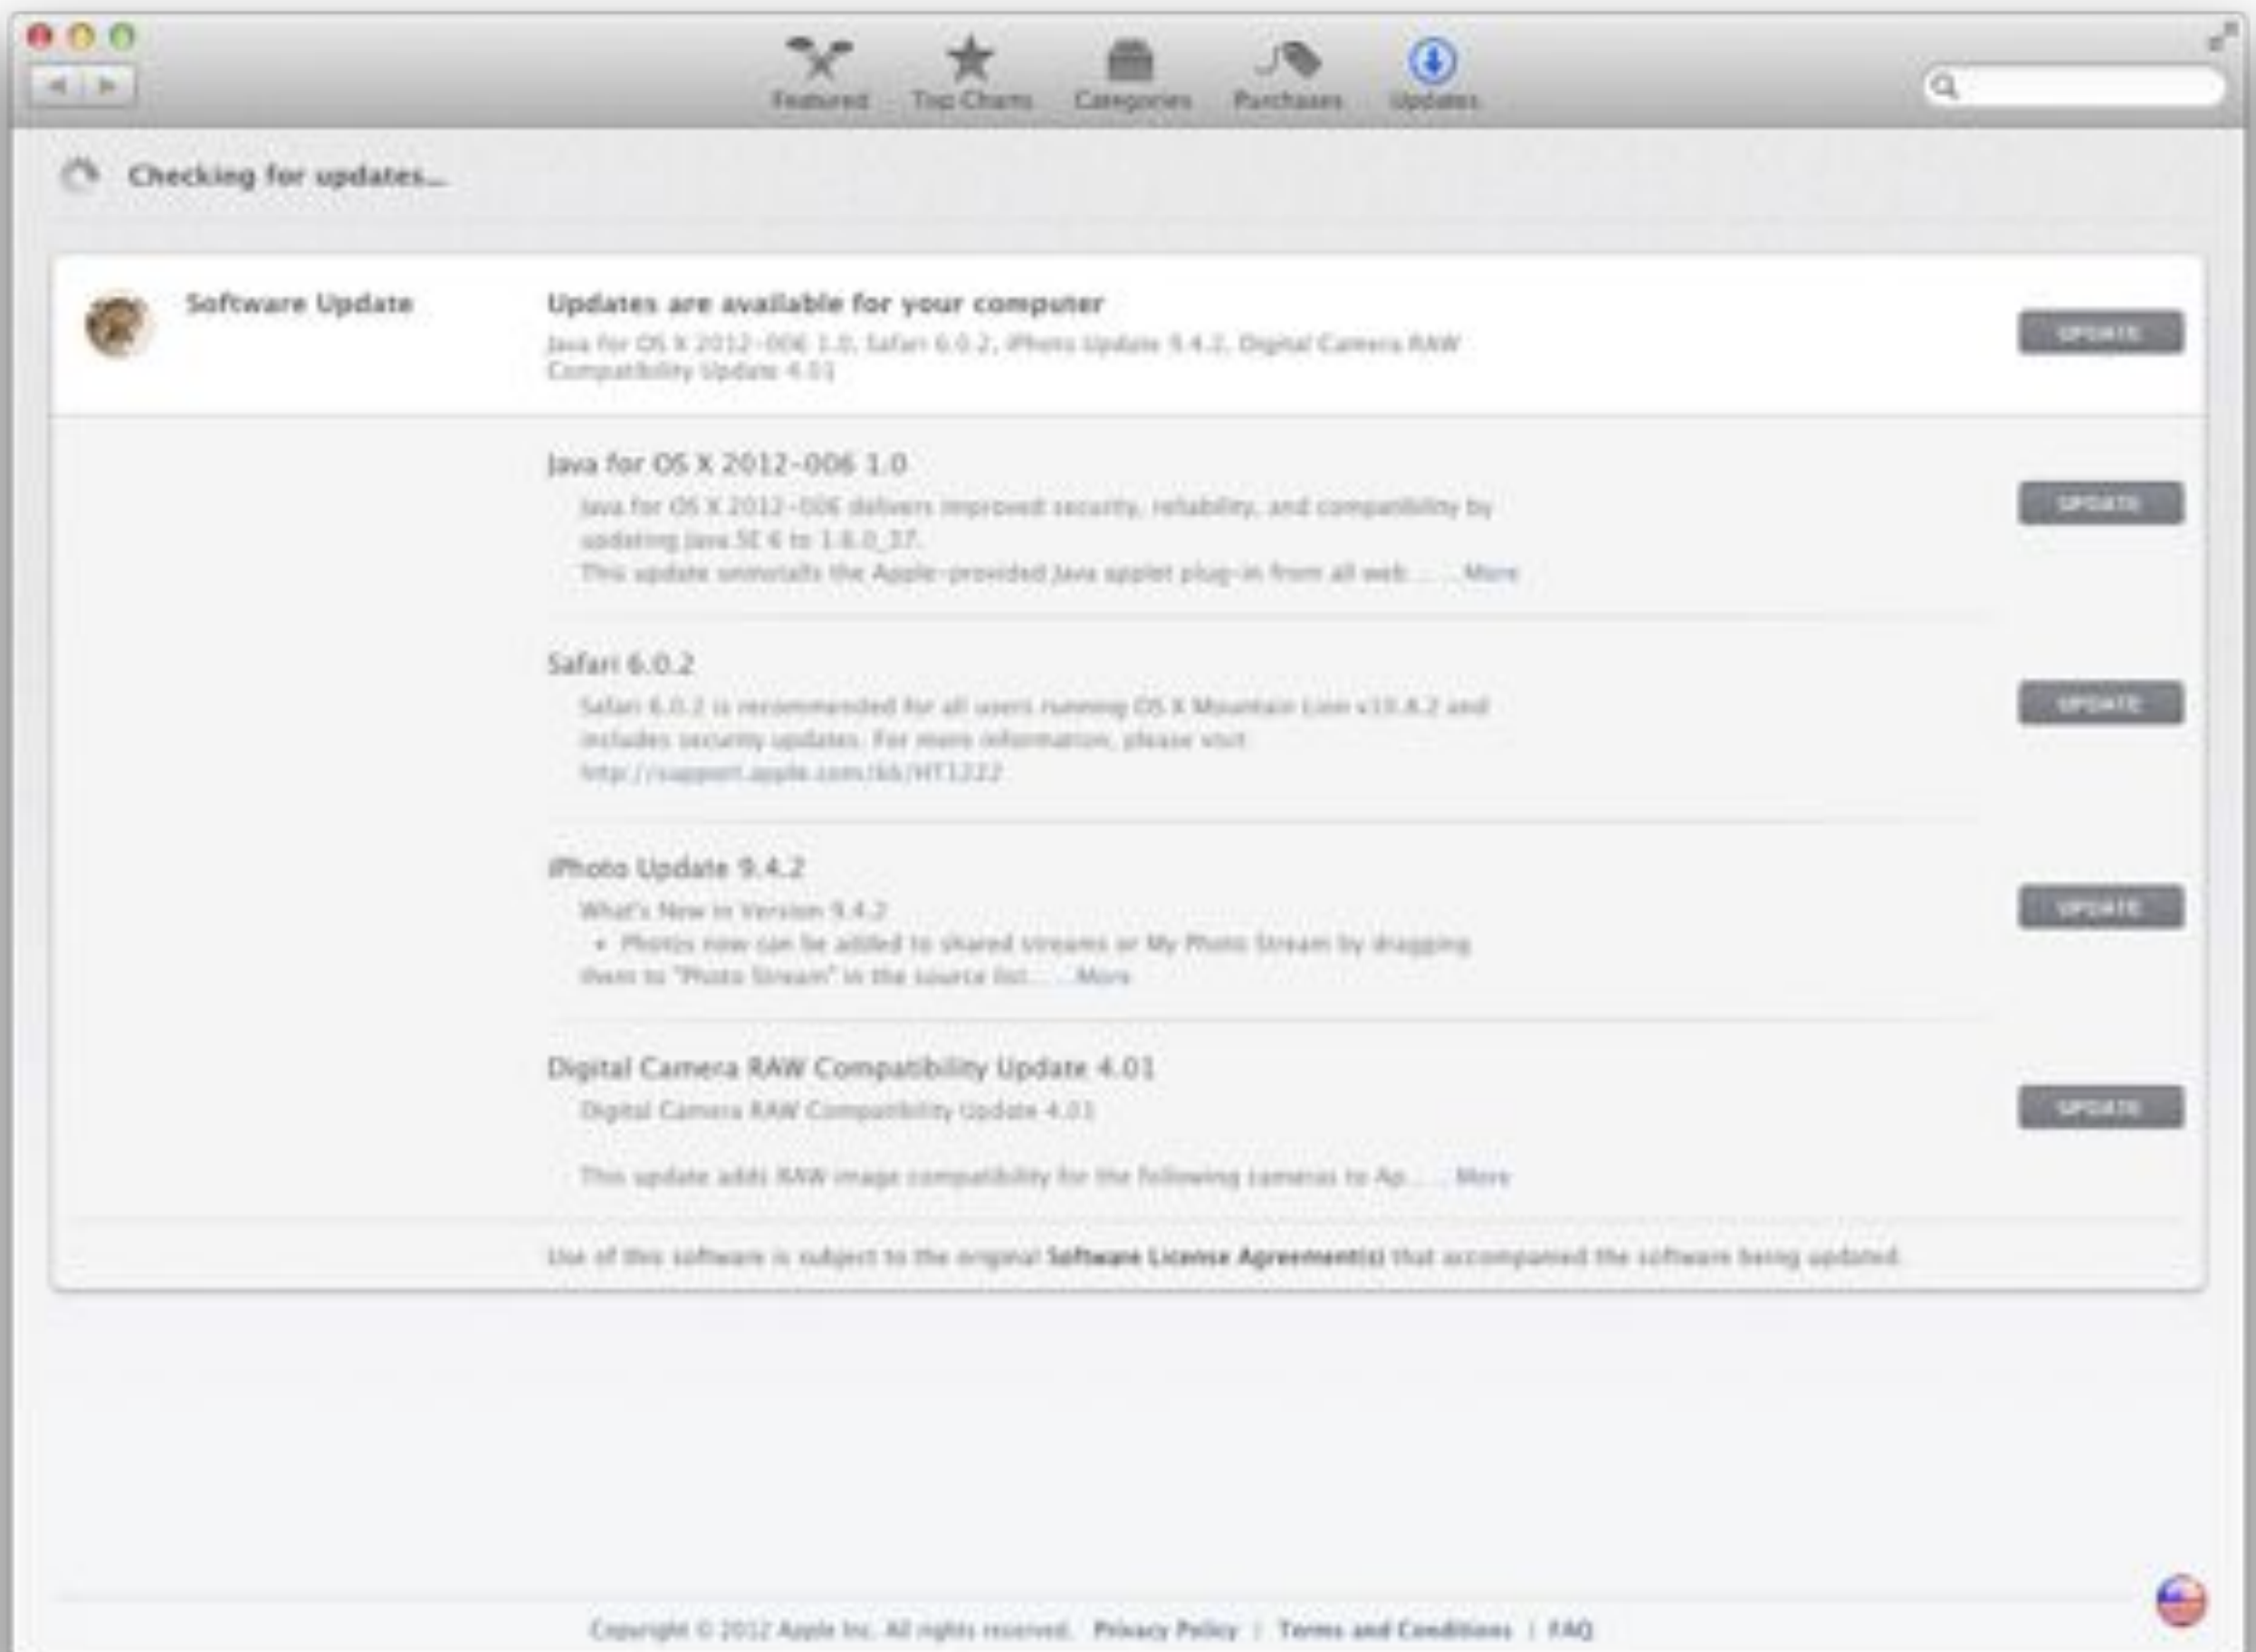 Featured Top Charts Categories Purchases Updates
Checking for updates...
Software Update
Updates are available for your computer
UPDATE
Java for OS X 2012-006 1.0, Safari 6.0.2, iPhoto Update 9.4.2, Digital Camera RAW
Compatibility Update 4.01
Java for OS X 2012-006 1.0
UPDATE
Java for OS X 2012-006 delivers improved security, reliability, and compatibility by
updating Java SE 6 to 1.6.0_37.
This update uninstalls the Apple-provided Java applet plug-in from all web... ...More
Safari 6.0.2
UPDATE
Safari 6.0.2 is recommended for all users running OS X Mountain Lion v10.8.2 and
includes security updates. For more information, please visit:
http://support.apple.com/kb/HT1222
iPhoto Update 9.4.2
UPDATE
What's New in Version 9.4.2
• Photos now can be added to shared streams or My Photo Stream by dragging
them to "Photo Stream" in the source list... ...More
Digital Camera RAW Compatibility Update 4.01
UPDATE
Digital Camera RAW Compatibility Update 4.01
This update adds RAW image compatibility for the following cameras to Ap... ...More
Use of this software is subject to the original Software License Agreement(s) that accompanied the software being updated.
Copyright © 2012 Apple Inc. All rights reserved. Privacy Policy | Terms and Conditions | FAQ